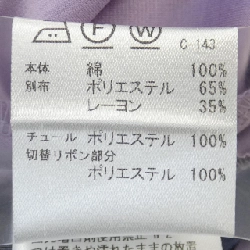 F W
C 143
本体 綿 100%
別布 ポリエステル 65%
レーヨン 35%
チュール ポリエステル 100%
切替リボン部分
ポリエステル 100%